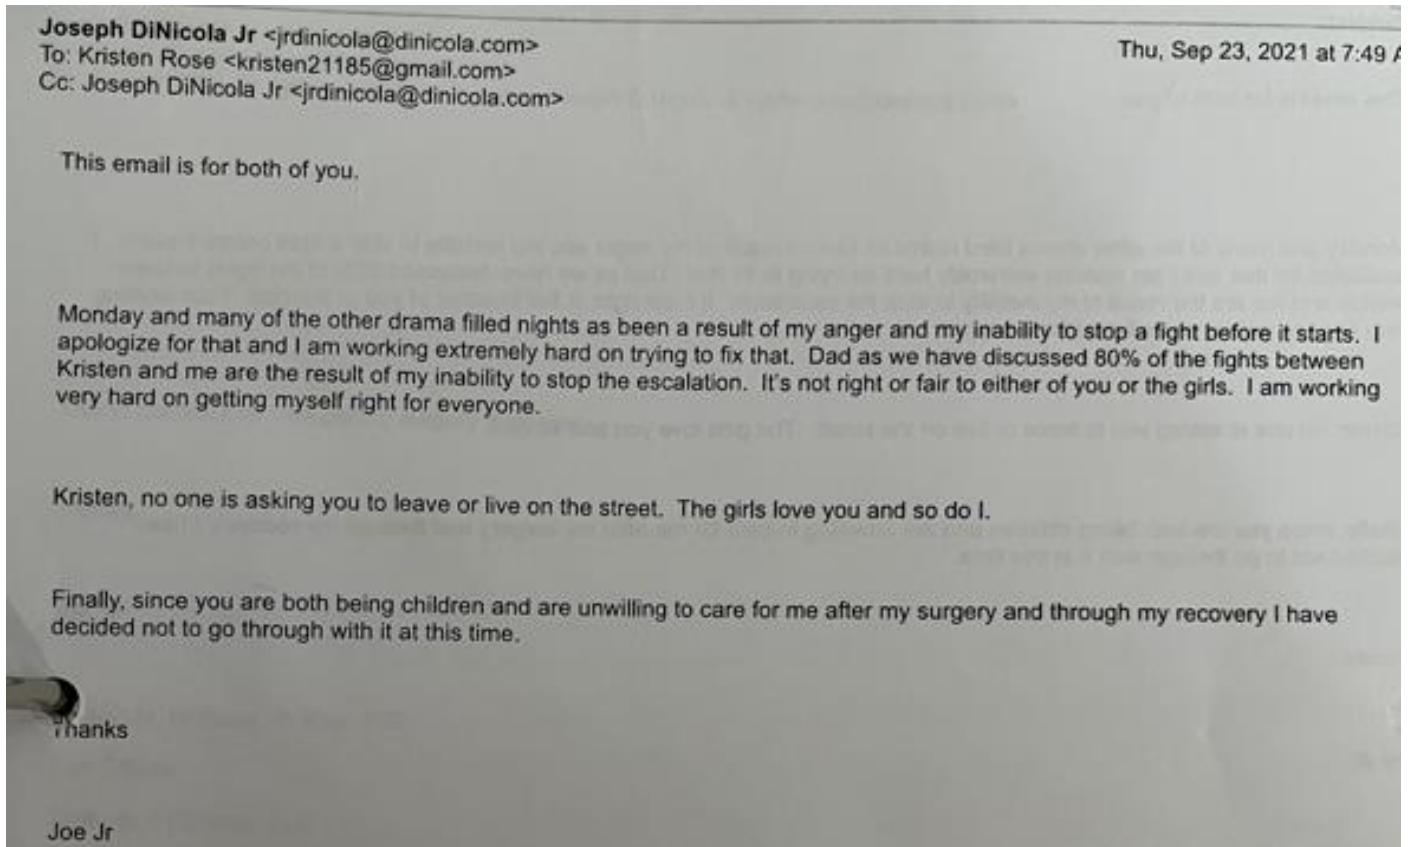 Joseph DiNicola Jr <jrdinicola@dinicola.com>
Thu, Sep 23, 2021 at 7:49 A
To: Kristen Rose <kristen21185@gmail.com>
Cc: Joseph DiNicola Jr <jrdinicola@dinicola.com>
This email is for both of you.
Monday and many of the other drama filled nights as been a result of my anger and my inability to stop a fight before it starts. I
apologize for that and I am working extremely hard on trying to fix that. Dad as we have discussed 80% of the fights between
Kristen and me are the result of my inability to stop the escalation. It's not right or fair to either of you or the girls. I am working
very hard on getting myself right for everyone.
Kristen, no one is asking you to leave or live on the street. The girls love you and so do I.
Finally, since you are both being children and are unwilling to care for me after my surgery and through my recovery I have
decided not to go through with it at this time.
Thanks
Joe Jr